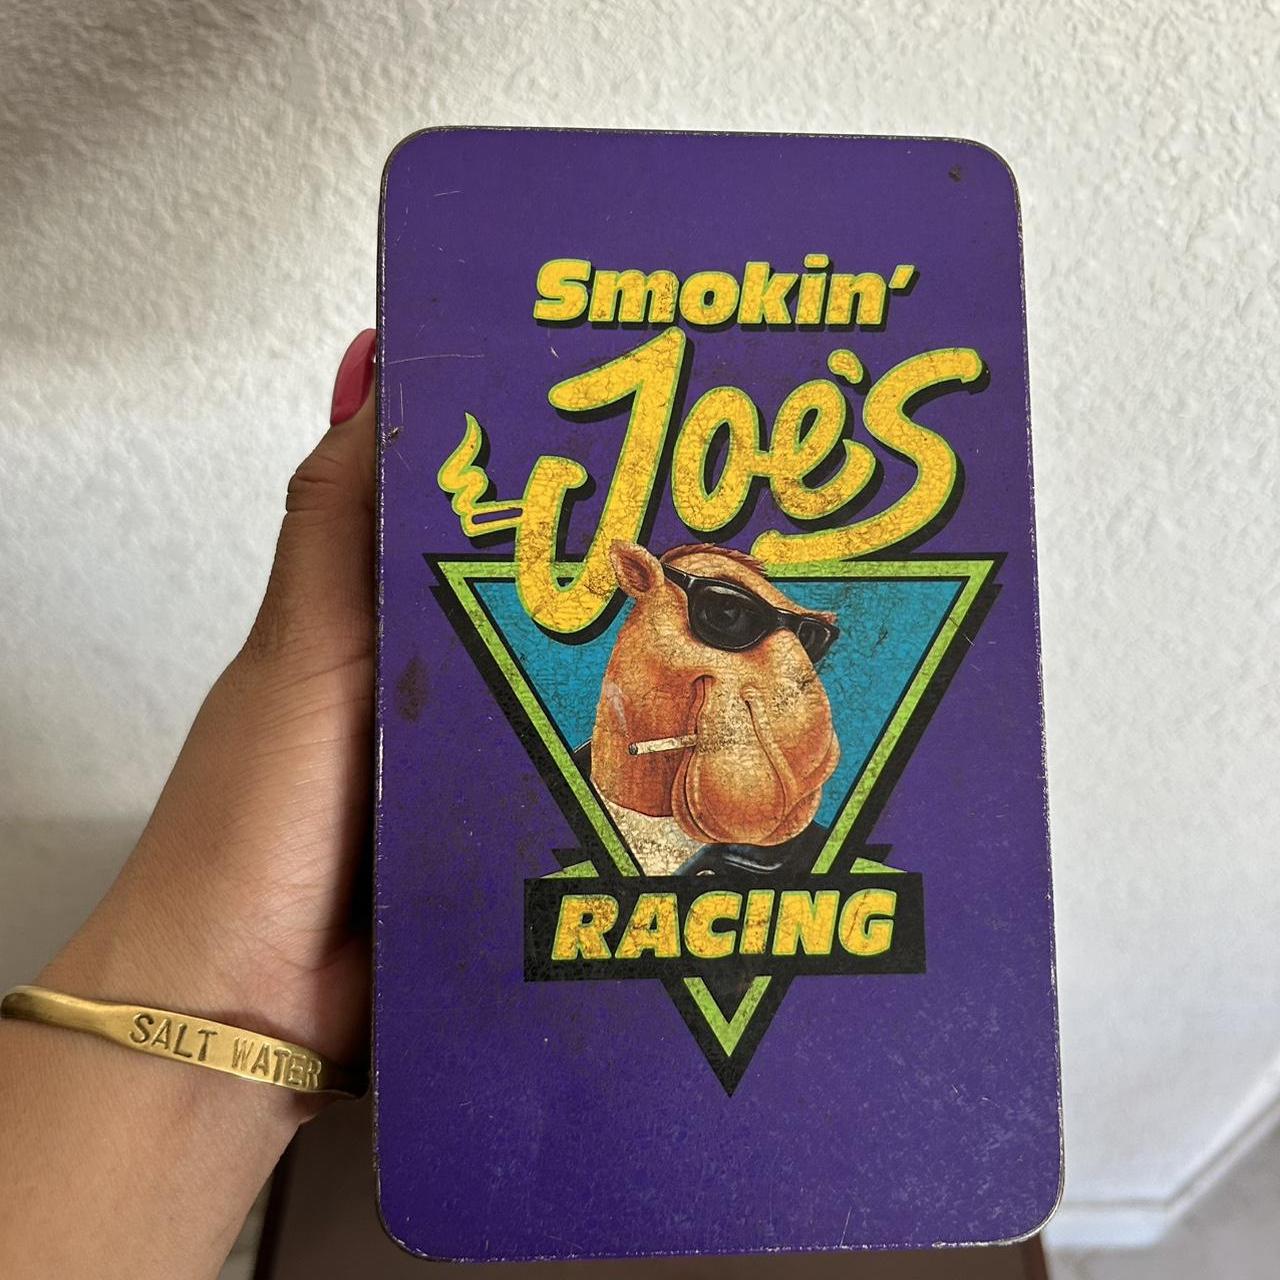 Smokin'
Joe's
RACING
SALT WATER